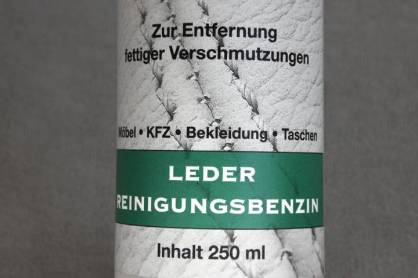 Zur Entfernung
fettiger Verschmutzungen
Möbel • KFZ • Bekleidung • Taschen
LEDER
REINIGUNGSBENZIN
Inhalt 250 ml